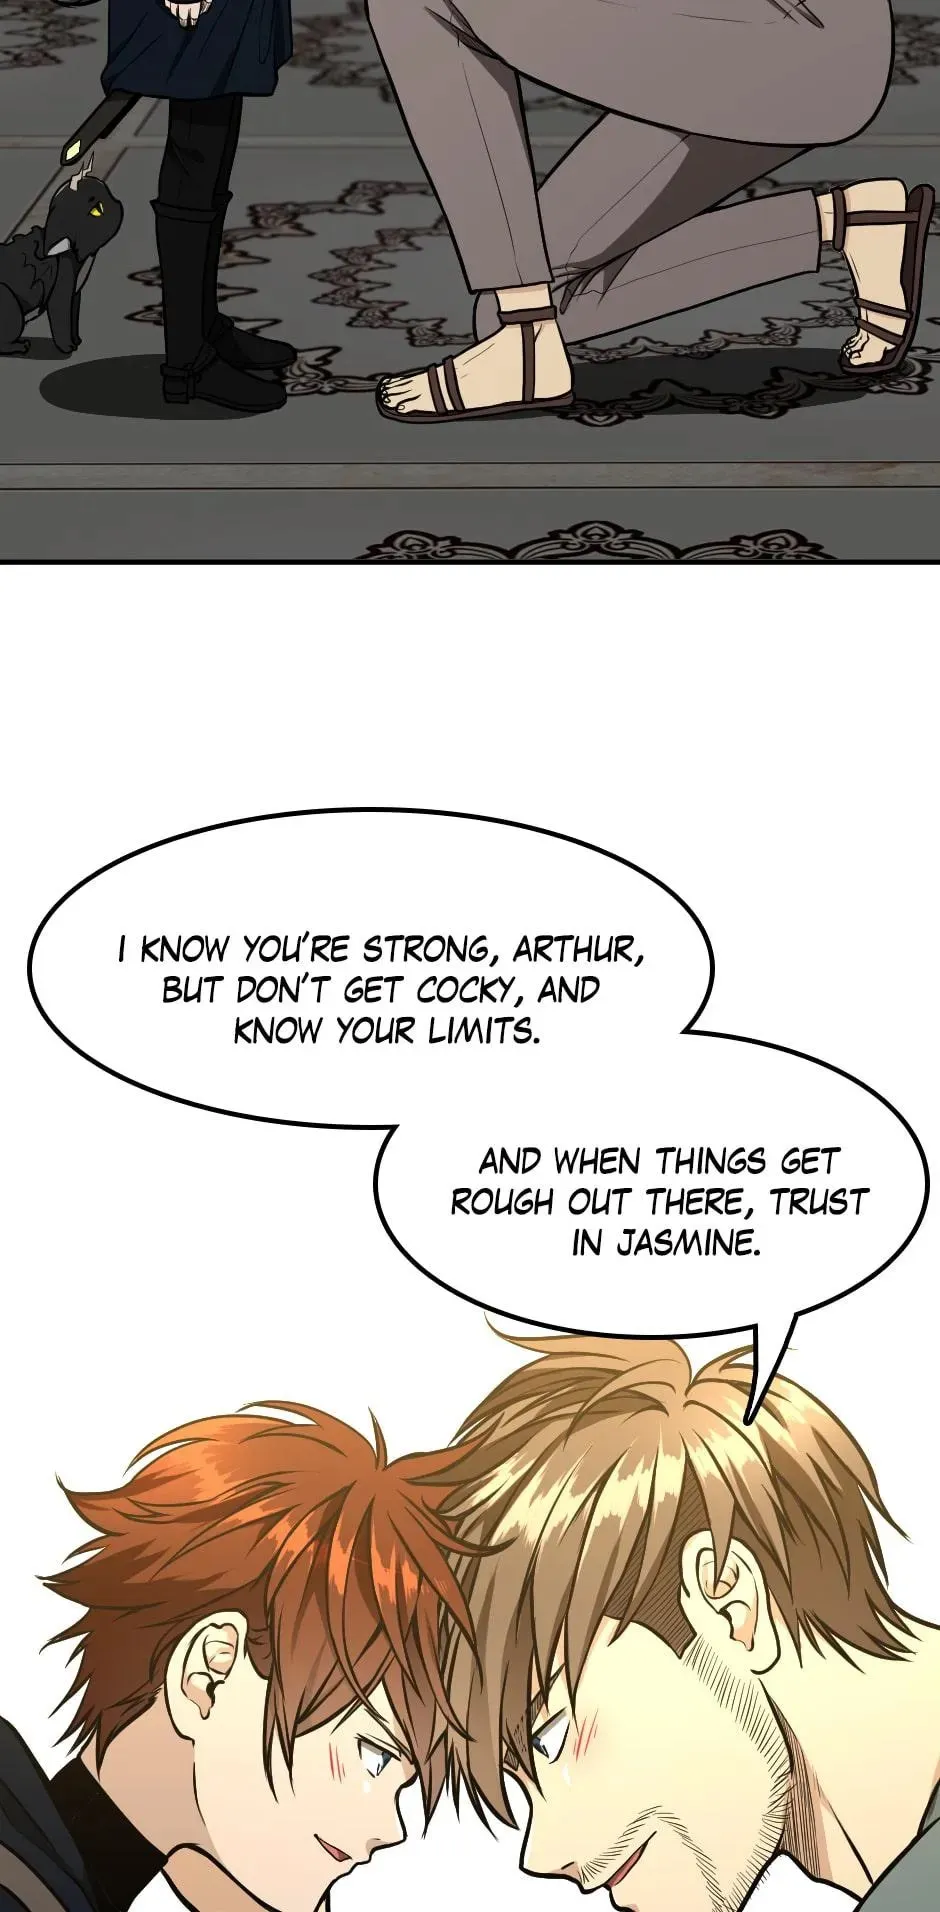 I KNOW YOU'RE STRONG, ARTHUR,
BUT DON'T GET COCKY, AND
KNOW YOUR LIMITS.
AND WHEN THINGS GET
ROUGH OUT THERE, TRUST
IN JASMINE.